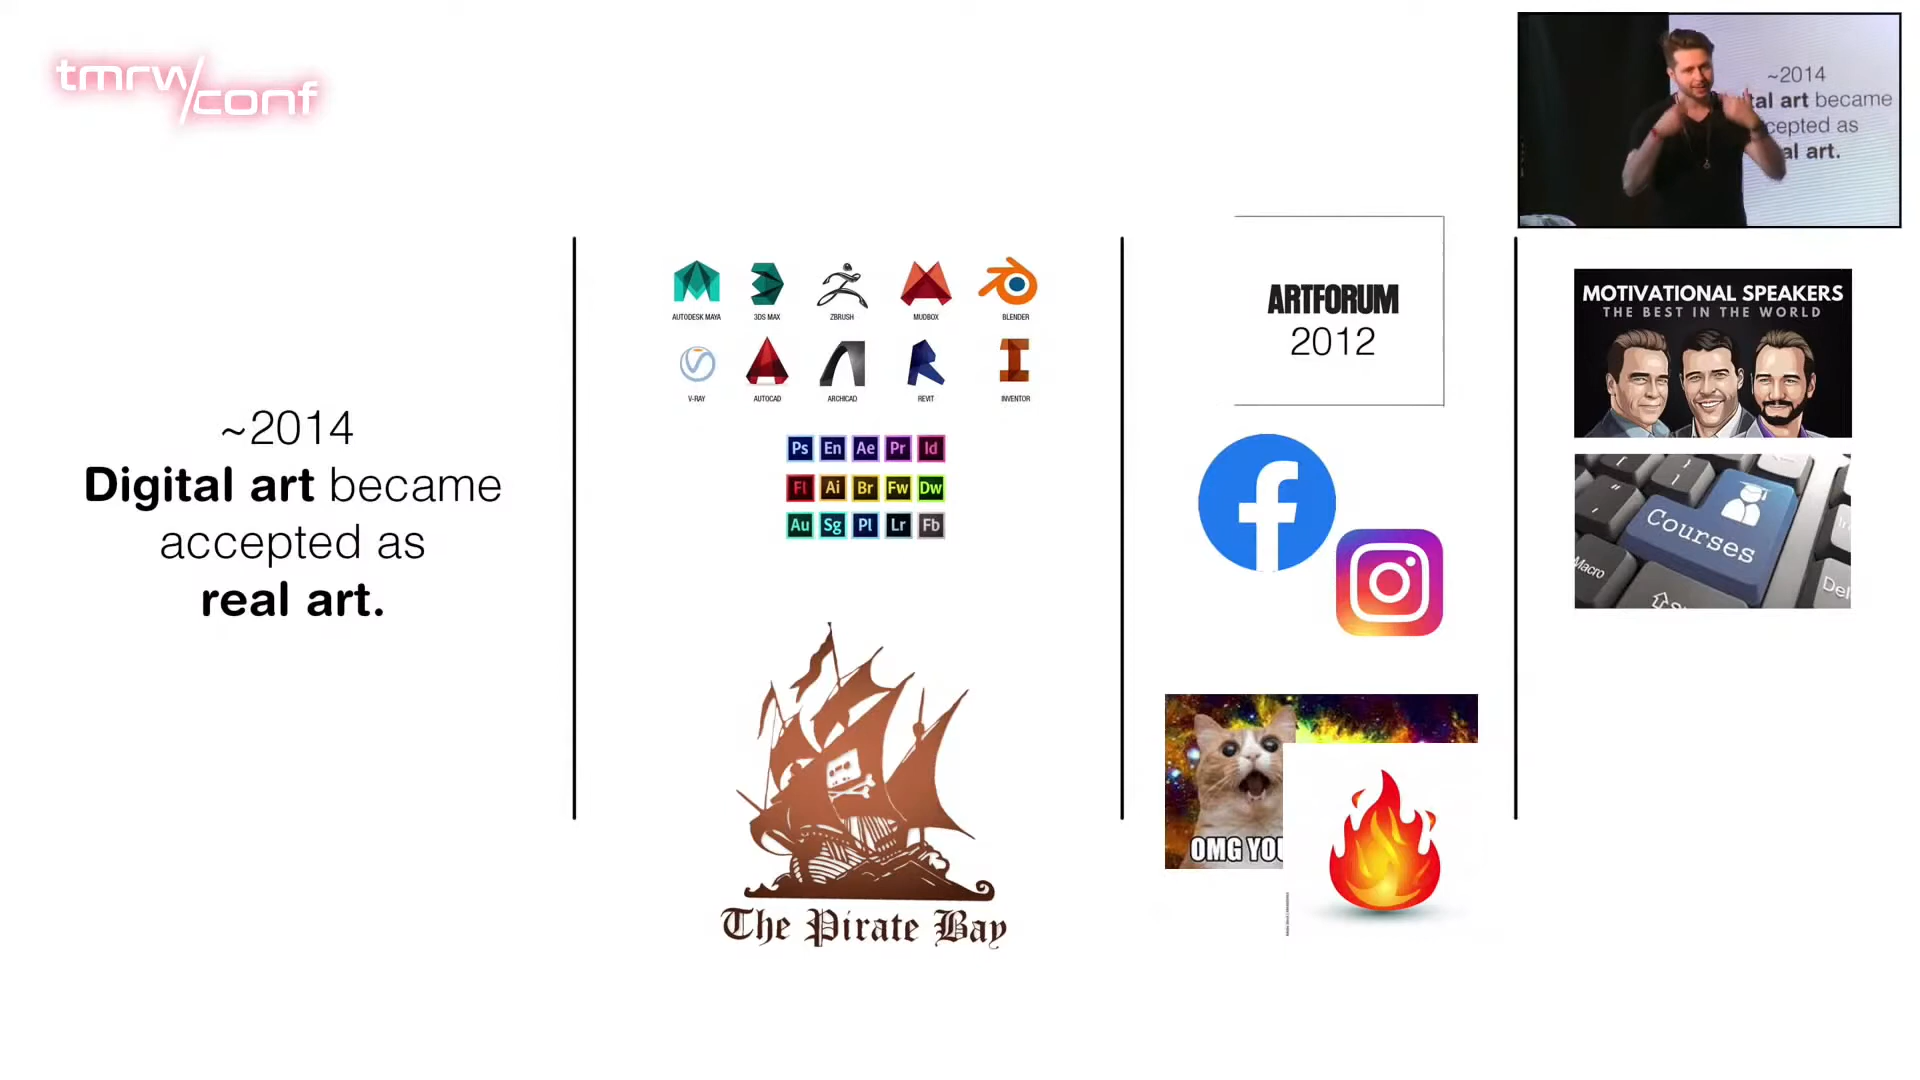 tmrw/conf
~2014
Digital art became
accepted as
real art.
AUTODESK MAYA
3DS MAX
ZBRUSH
MUDBOX
BLENDER
V-RAY
AUTOCAD
ARCHICAD
REVIT
INVENTOR
Ps En Ae Pr Id
Fl Ai Br Fw Dw
Au Sg Pl Lr Fb
The Pirate Bay
ARTFORUM
2012
OMG YOU
~2014
tal art became
cepted as
al art.
MOTIVATIONAL SPEAKERS
THE BEST IN THE WORLD
Courses
Macro
Del